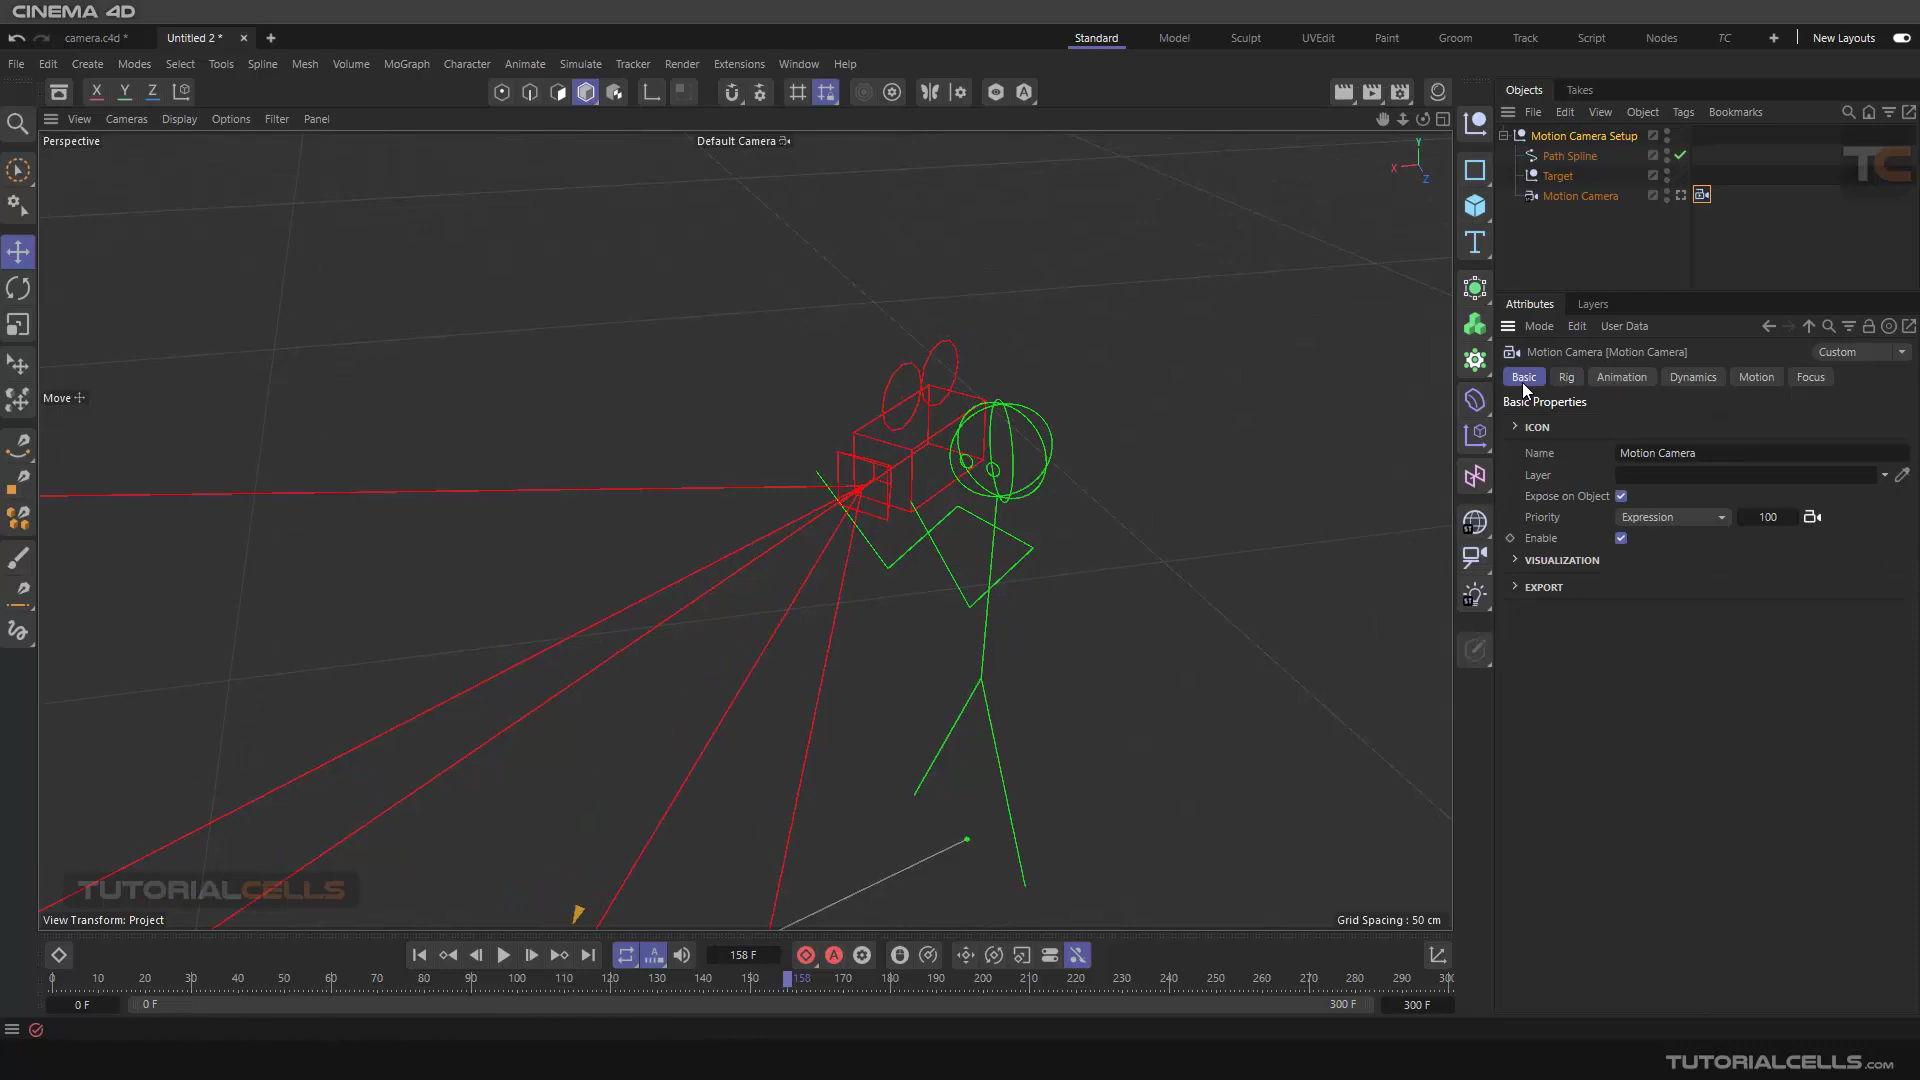 CINEMA 4D
camera.c4d *
Untitled 2 *
Standard
Model
Sculpt
UVEdit
Paint
Groom
Track
Script
Nodes
TC
New Layouts
File Edit Create Modes Select Tools Spline Mesh Volume MoGraph Character Animate Simulate Tracker Render Extensions Window Help
X Y Z
View Cameras Display Options Filter Panel
Perspective
Default Camera
Y
X
Z
Move
TUTORIALCELLS
View Transform: Project
Grid Spacing : 50 cm
158 F
0 10 20 30 40 50 60 70 80 90 100 110 120 130 140 150 158 170 180 190 200 210 220 230 240 250 260 270 280 290 30
0 F
0 F
300 F
300 F
Objects Takes
File Edit View Object Tags Bookmarks
Motion Camera Setup
Path Spline
Target
Motion Camera
TC
Attributes Layers
Mode Edit User Data
Motion Camera [Motion Camera]
Custom
Basic Rig Animation Dynamics Motion Focus
Basic Properties
ICON
Name Motion Camera
Layer
Expose on Object
Priority Expression 100
Enable
VISUALIZATION
EXPORT
TUTORIALCELLS.com